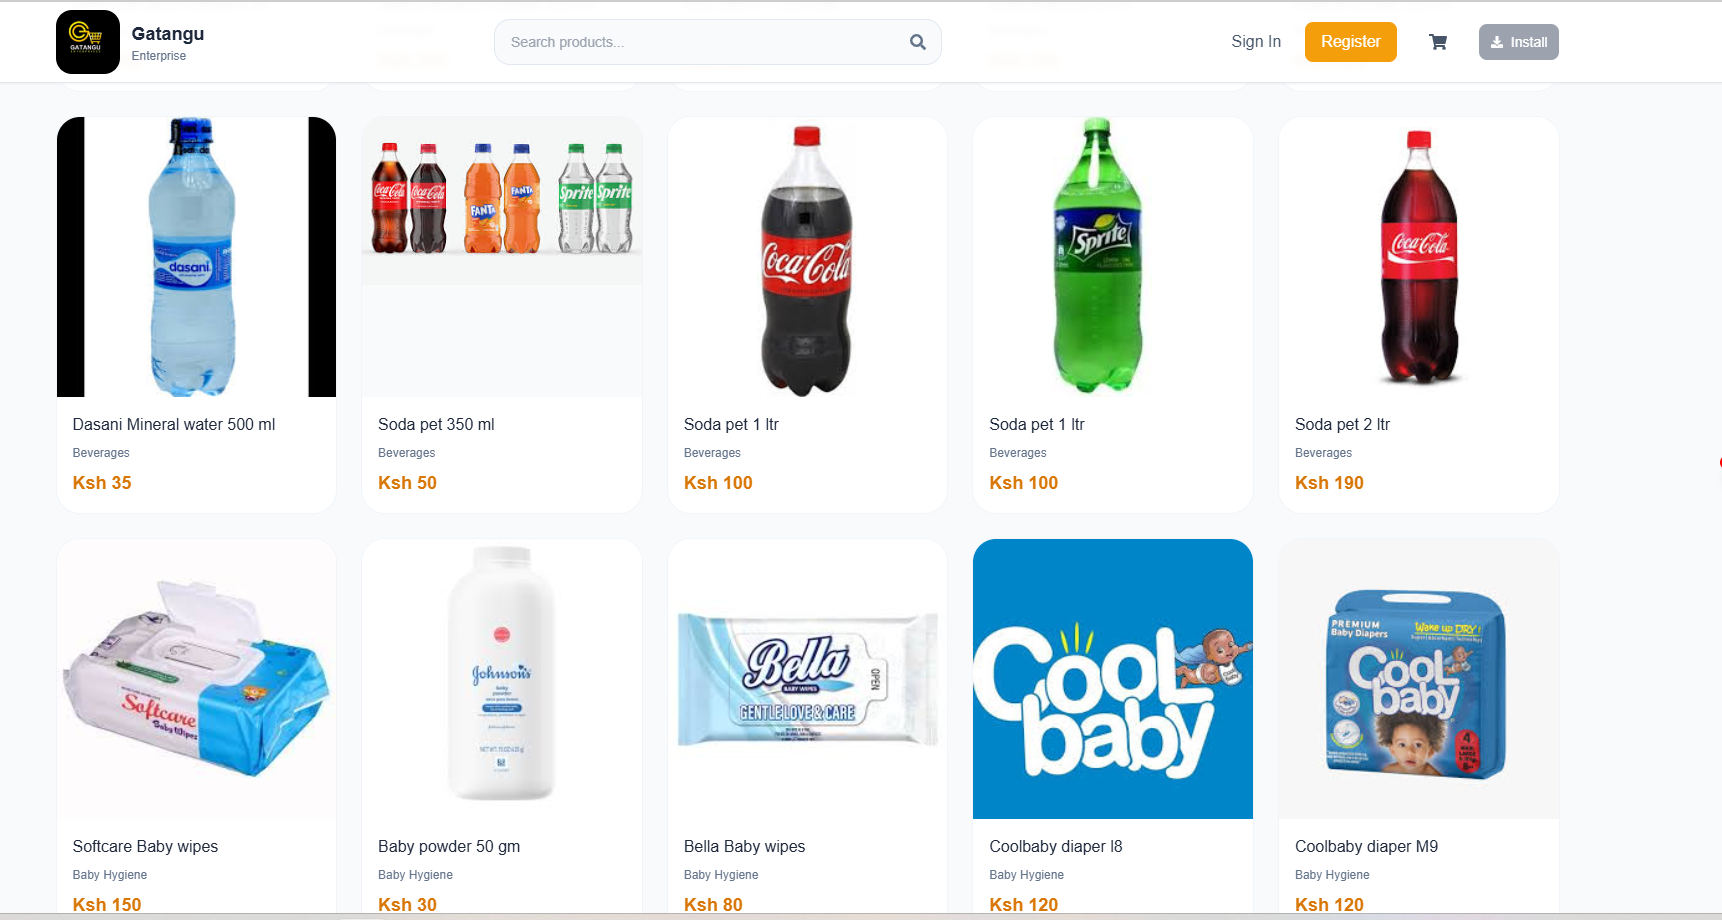 GATANGU
Gatangu
Enterprise
Search products...
Sign In
Register
Install
dasani
Coca-Cola
Coca-Cola
FANTA
FANTA
Sprite
Sprite
Coca-Cola
Sprite
Coca-Cola
Dasani Mineral water 500 ml
Soda pet 350 ml
Soda pet 1 ltr
Soda pet 1 ltr
Soda pet 2 ltr
Beverages
Beverages
Beverages
Beverages
Beverages
Ksh 35
Ksh 50
Ksh 100
Ksh 100
Ksh 190
Softcare
Baby Wipes
Johnson's
baby
powder
Bella
BABY WIPES
OPEN
GENTLE LOVE & CARE
COOL
baby
PREMIUM
Baby Diapers
Wake up DRY!
COOL
baby
4
Softcare Baby wipes
Baby powder 50 gm
Bella Baby wipes
Coolbaby diaper l8
Coolbaby diaper M9
Baby Hygiene
Baby Hygiene
Baby Hygiene
Baby Hygiene
Baby Hygiene
Ksh 150
Ksh 30
Ksh 80
Ksh 120
Ksh 120